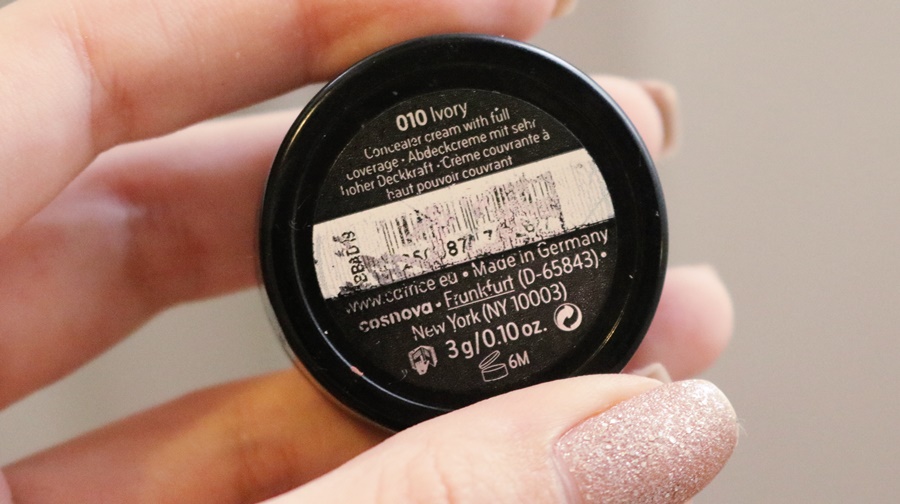 010 Ivory
Concealer cream with full
coverage • Abdeckcreme mit sehr
hoher Deckkraft • Crème couvrante à
haut pouvoir couvrant
www.catrice.eu • Made in Germany
cosnova • Frankfurt (D-65843) •
New York (NY 10003)
3 g/0.10 oz.
6M